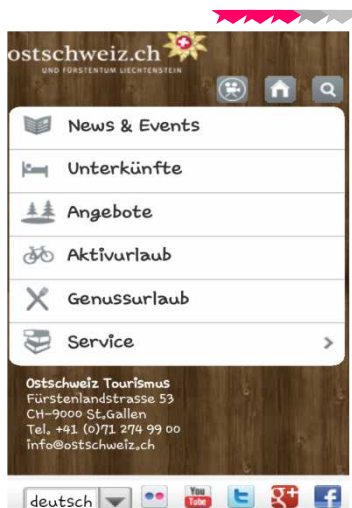 ostschweiz.ch
UND FÜRSTENTUM LIECHTENSTEIN
News & Events
Unterkünfte
Angebote
Aktivurlaub
Genussurlaub
Service
Ostschweiz Tourismus
Fürstenlandstrasse 53
CH-9000 St.Gallen
Tel. +41 (0)71 274 99 00
info@ostschweiz.ch
deutsch
You Tube
g+ f